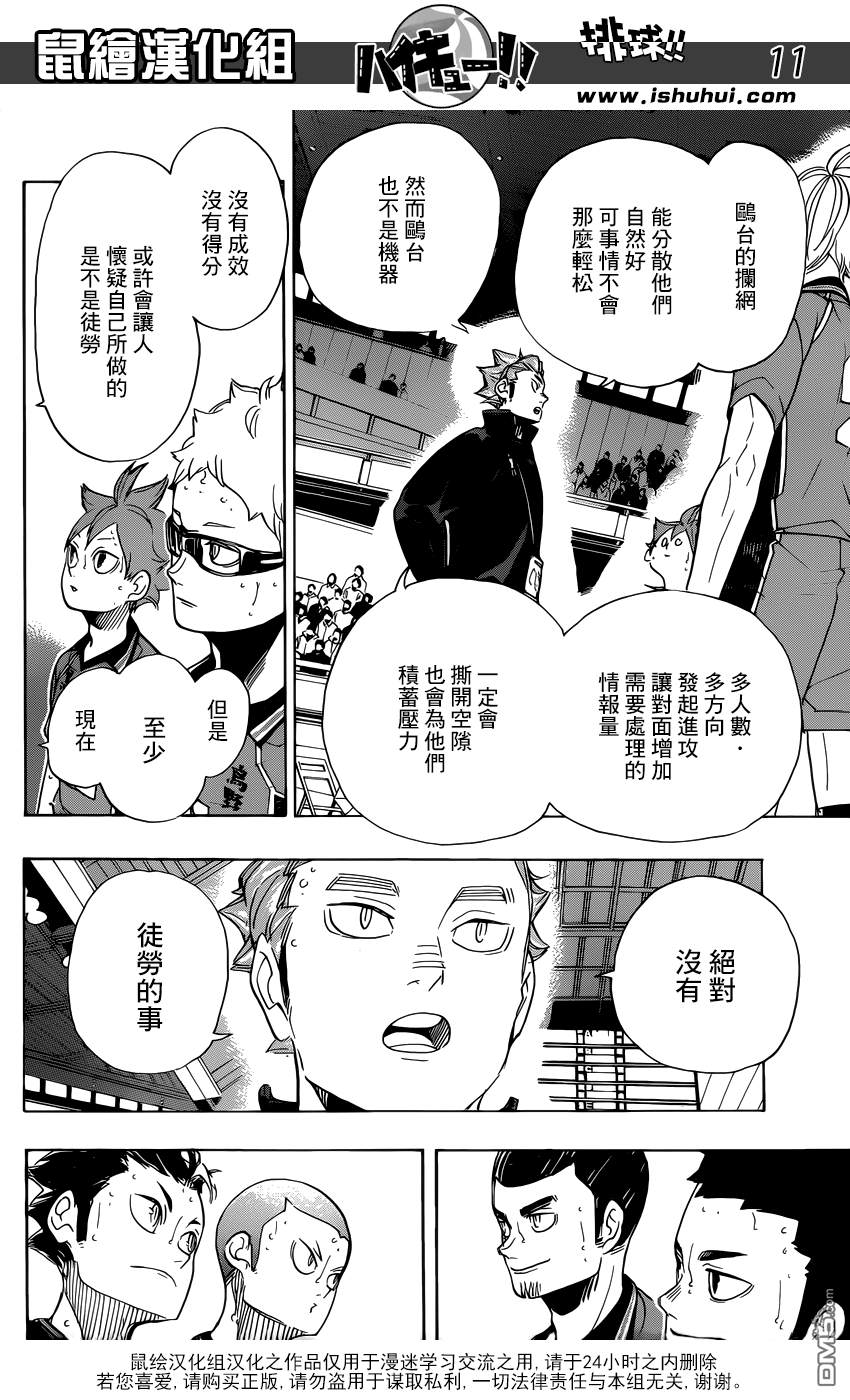 鼠繪漢化組
ハイキュー!!
排球!!
www.ishuhui.com
11
鷗台的攔網
能分散他們
自然好
可事情不會
那麼輕松
然而鷗台
也不是機器
多人數·
多方向
發起進攻
讓對面增加
需要處理的
情報量
一定會
撕開空隙
也會為他們
積蓄壓力
沒有成效
沒有得分
或許會讓人
懷疑自己所做的
是不是徒勞
但是
至少
現在
烏野
絕對
沒有
徒勞的事
鼠绘汉化组汉化之作品仅用于漫迷学习交流之用,请于24小时之内删除
若您喜爱,请购买正版,请勿盗用于谋取私利,一切法律责任与本组无关,谢谢。
DM5.com